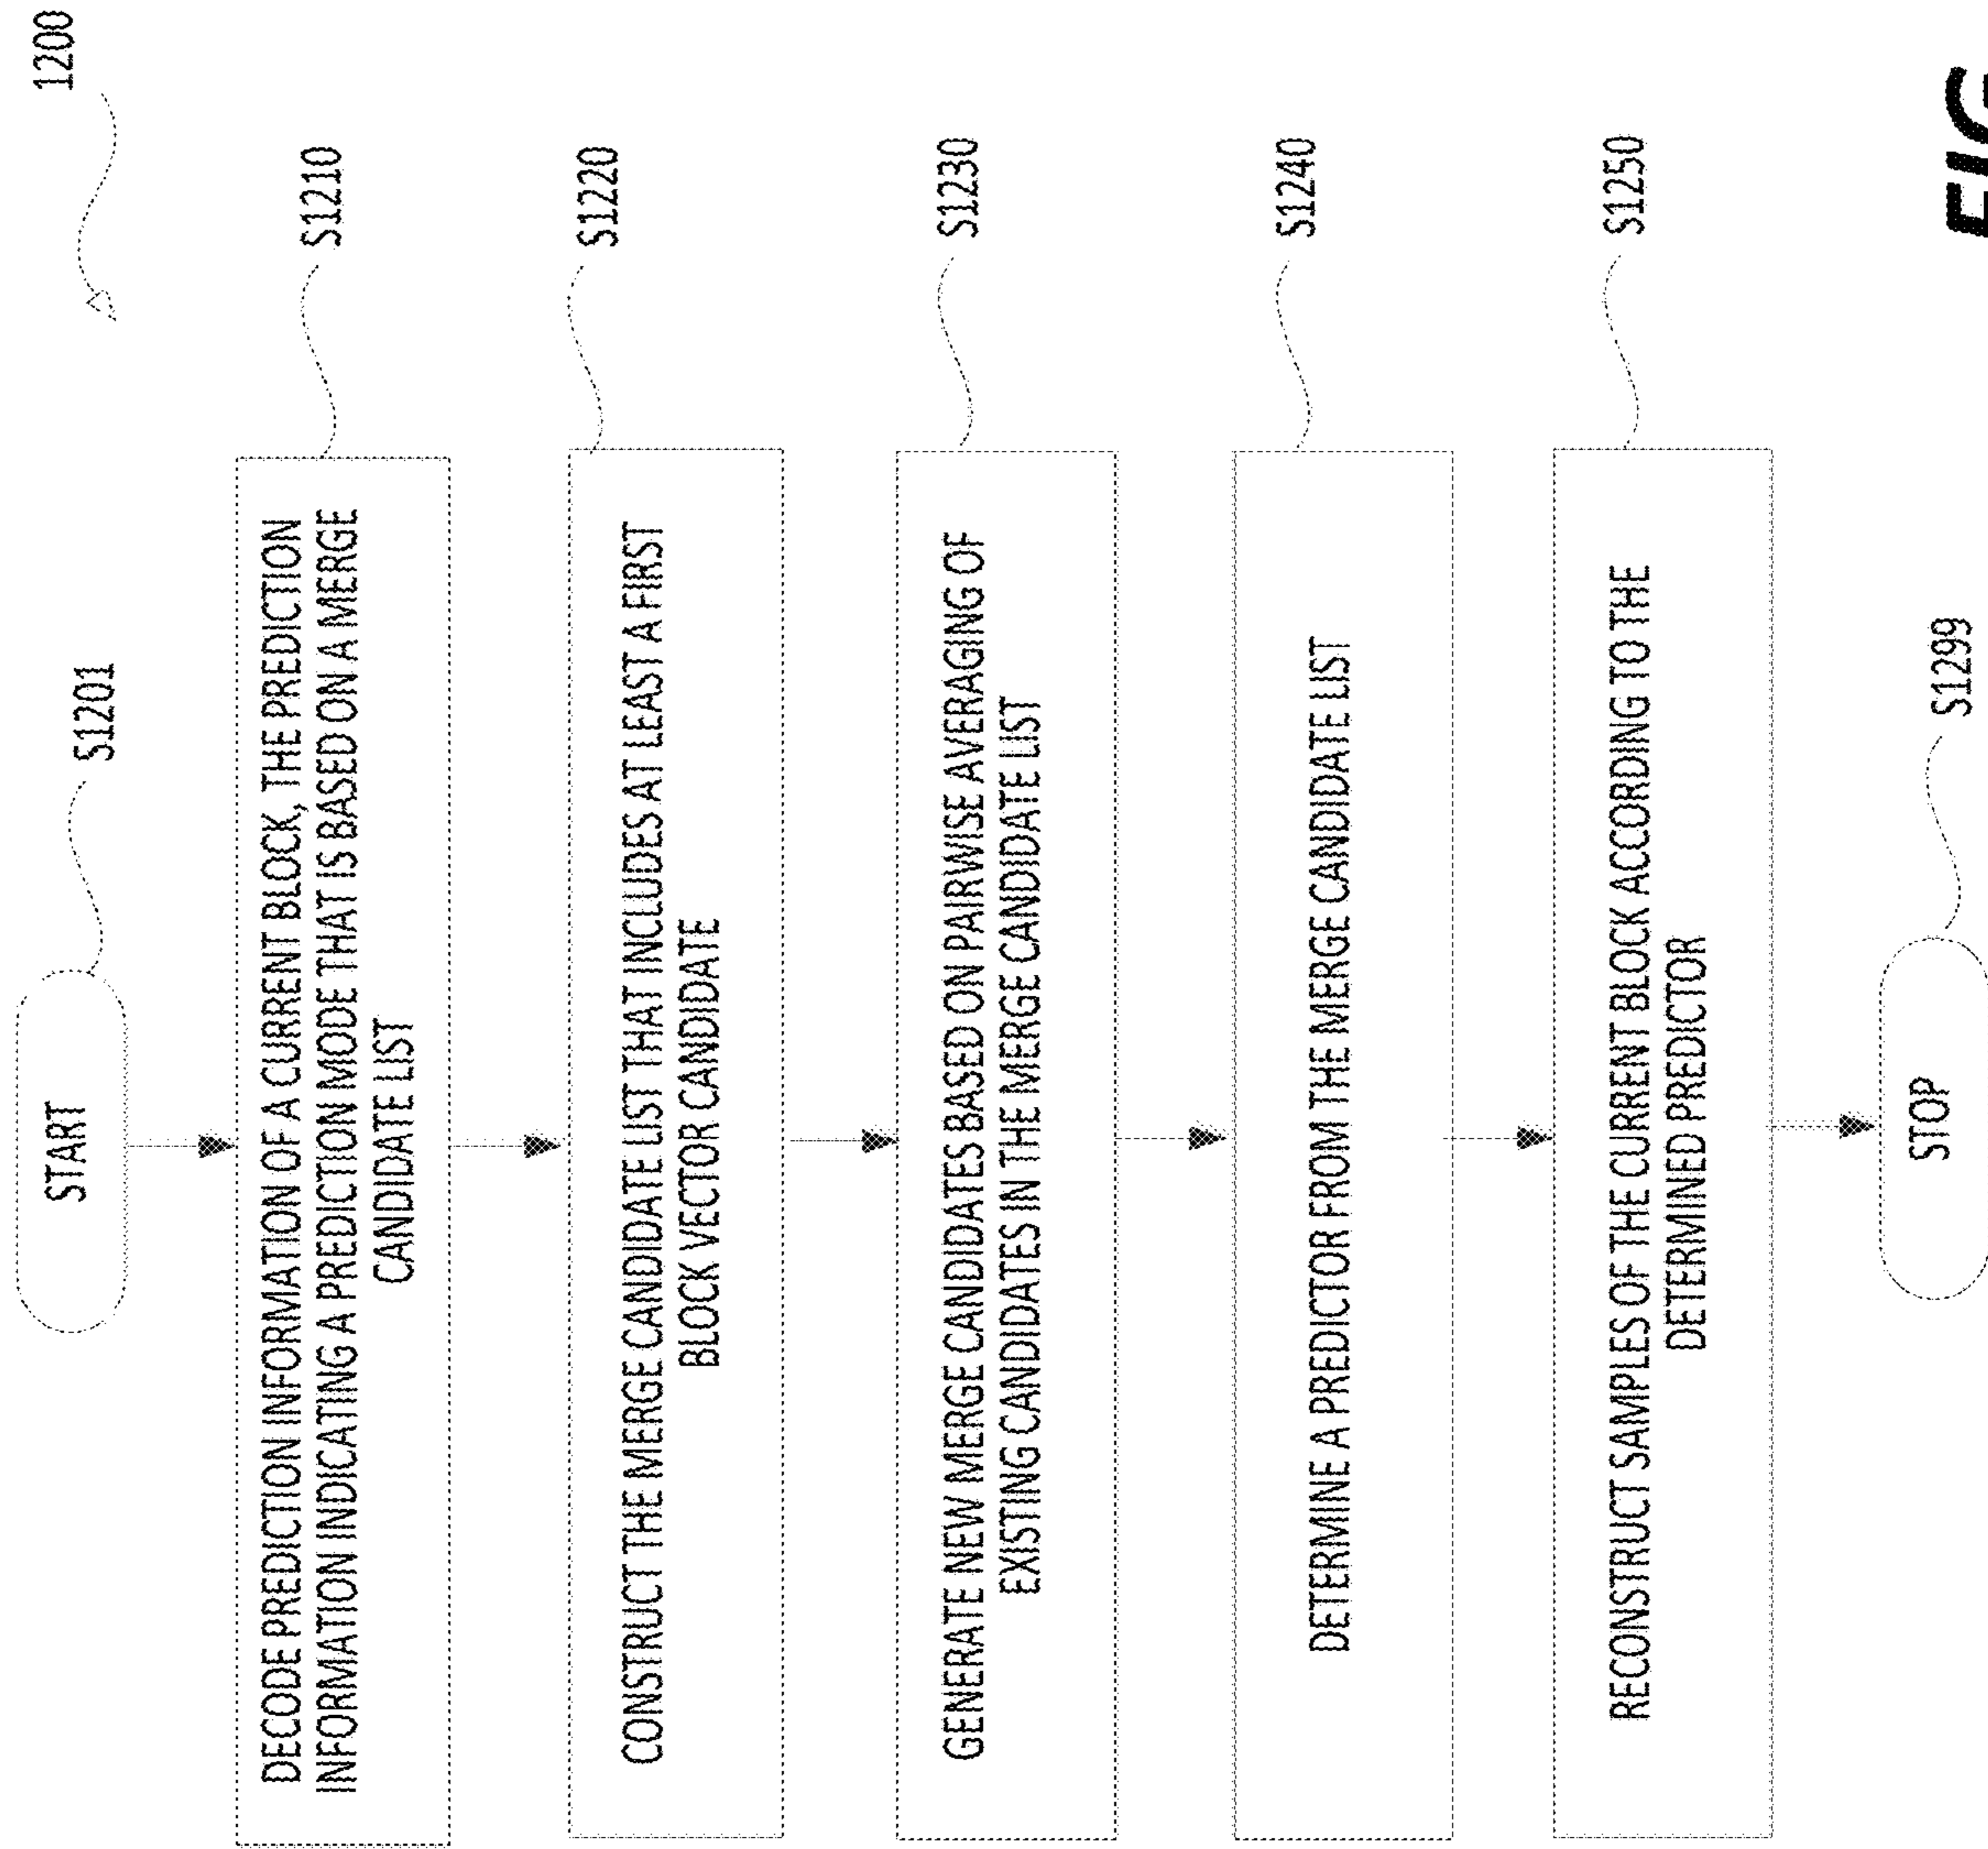 1200
START
S1201
DECODE PREDICTION INFORMATION OF A CURRENT BLOCK, THE PREDICTION
INFORMATION INDICATING A PREDICTION MODE THAT IS BASED ON A MERGE
CANDIDATE LIST
S1210
CONSTRUCT THE MERGE CANDIDATE LIST THAT INCLUDES AT LEAST A FIRST
BLOCK VECTOR CANDIDATE
S1220
GENERATE NEW MERGE CANDIDATES BASED ON PAIRWISE AVERAGING OF
EXISTING CANDIDATES IN THE MERGE CANDIDATE LIST
S1230
DETERMINE A PREDICTOR FROM THE MERGE CANDIDATE LIST
S1240
RECONSTRUCT SAMPLES OF THE CURRENT BLOCK ACCORDING TO THE
DETERMINED PREDICTOR
S1250
STOP
S1299
FIG